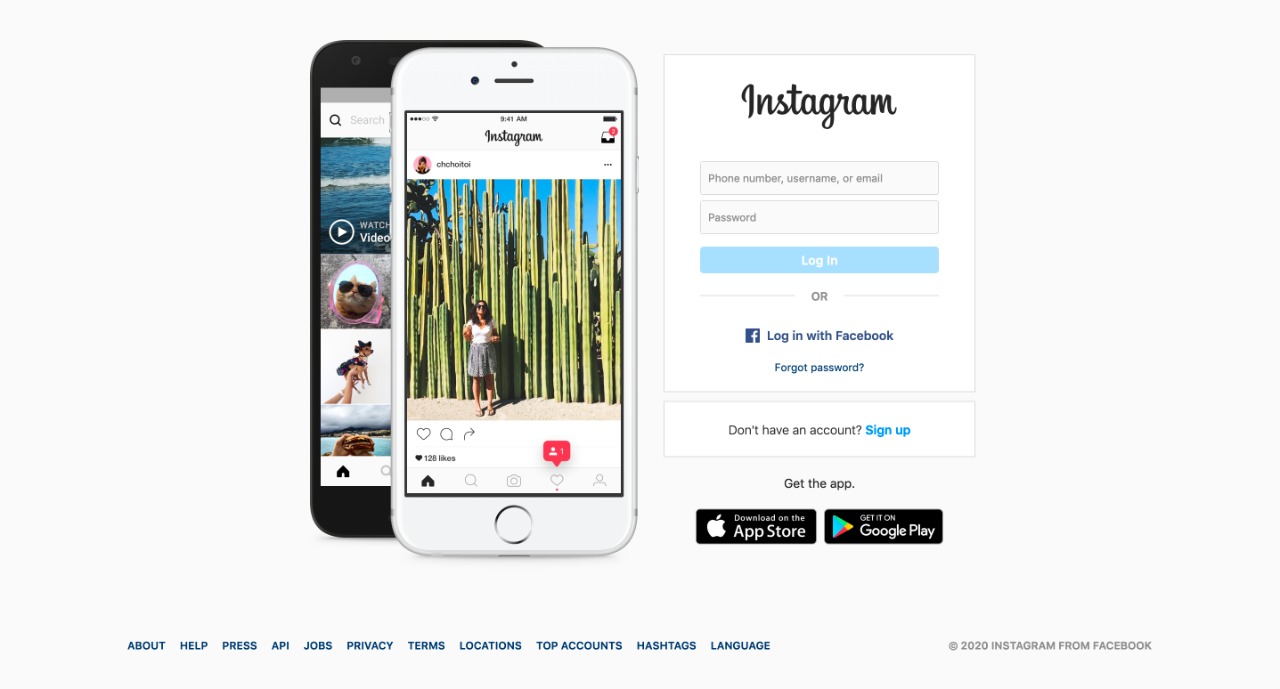 Search
WATCH
Video
9:41 AM
Instagram
2
chchoitoi
128 likes
1
Instagram
Phone number, username, or email
Password
Log In
OR
Log in with Facebook
Forgot password?
Don't have an account? Sign up
Get the app.
Download on the
App Store
GET IT ON
Google Play
ABOUT HELP PRESS API JOBS PRIVACY TERMS LOCATIONS TOP ACCOUNTS HASHTAGS LANGUAGE
© 2020 INSTAGRAM FROM FACEBOOK